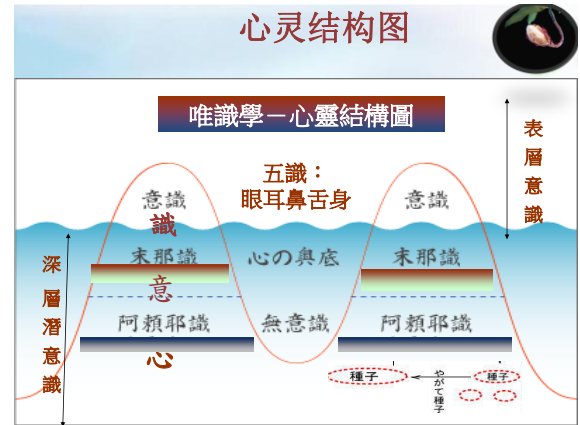 心灵结构图
唯識學－心靈結構圖
表層意識
五識：
眼耳鼻舌身
意識
意識
識
深層潛意識
末那識
心の奥底
末那識
意
阿頼耶識
無意識
阿頼耶識
心
種子
やがて種子
種子